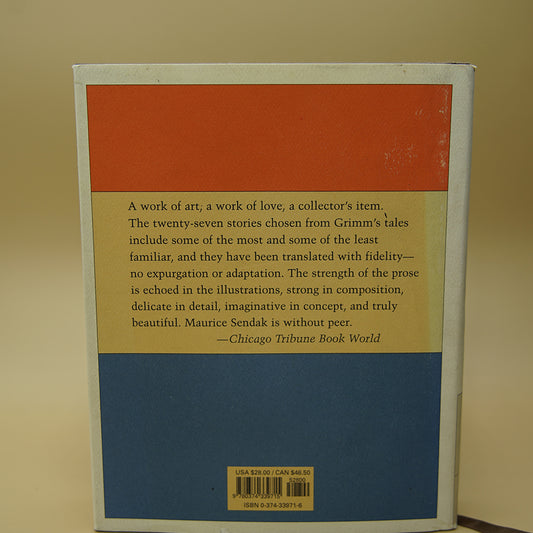 A work of art, a work of love, a collector's item.
The twenty-seven stories chosen from Grimm's tales
include some of the most and some of the least
familiar, and they have been translated with fidelity—
no expurgation or adaptation. The strength of the prose
is echoed in the illustrations, strong in composition,
delicate in detail, imaginative in concept, and truly
beautiful. Maurice Sendak is without peer.
—Chicago Tribune Book World
USA $28.00 / CAN $46.50
52800
9 780374 339715
ISBN 0-374-33971-6